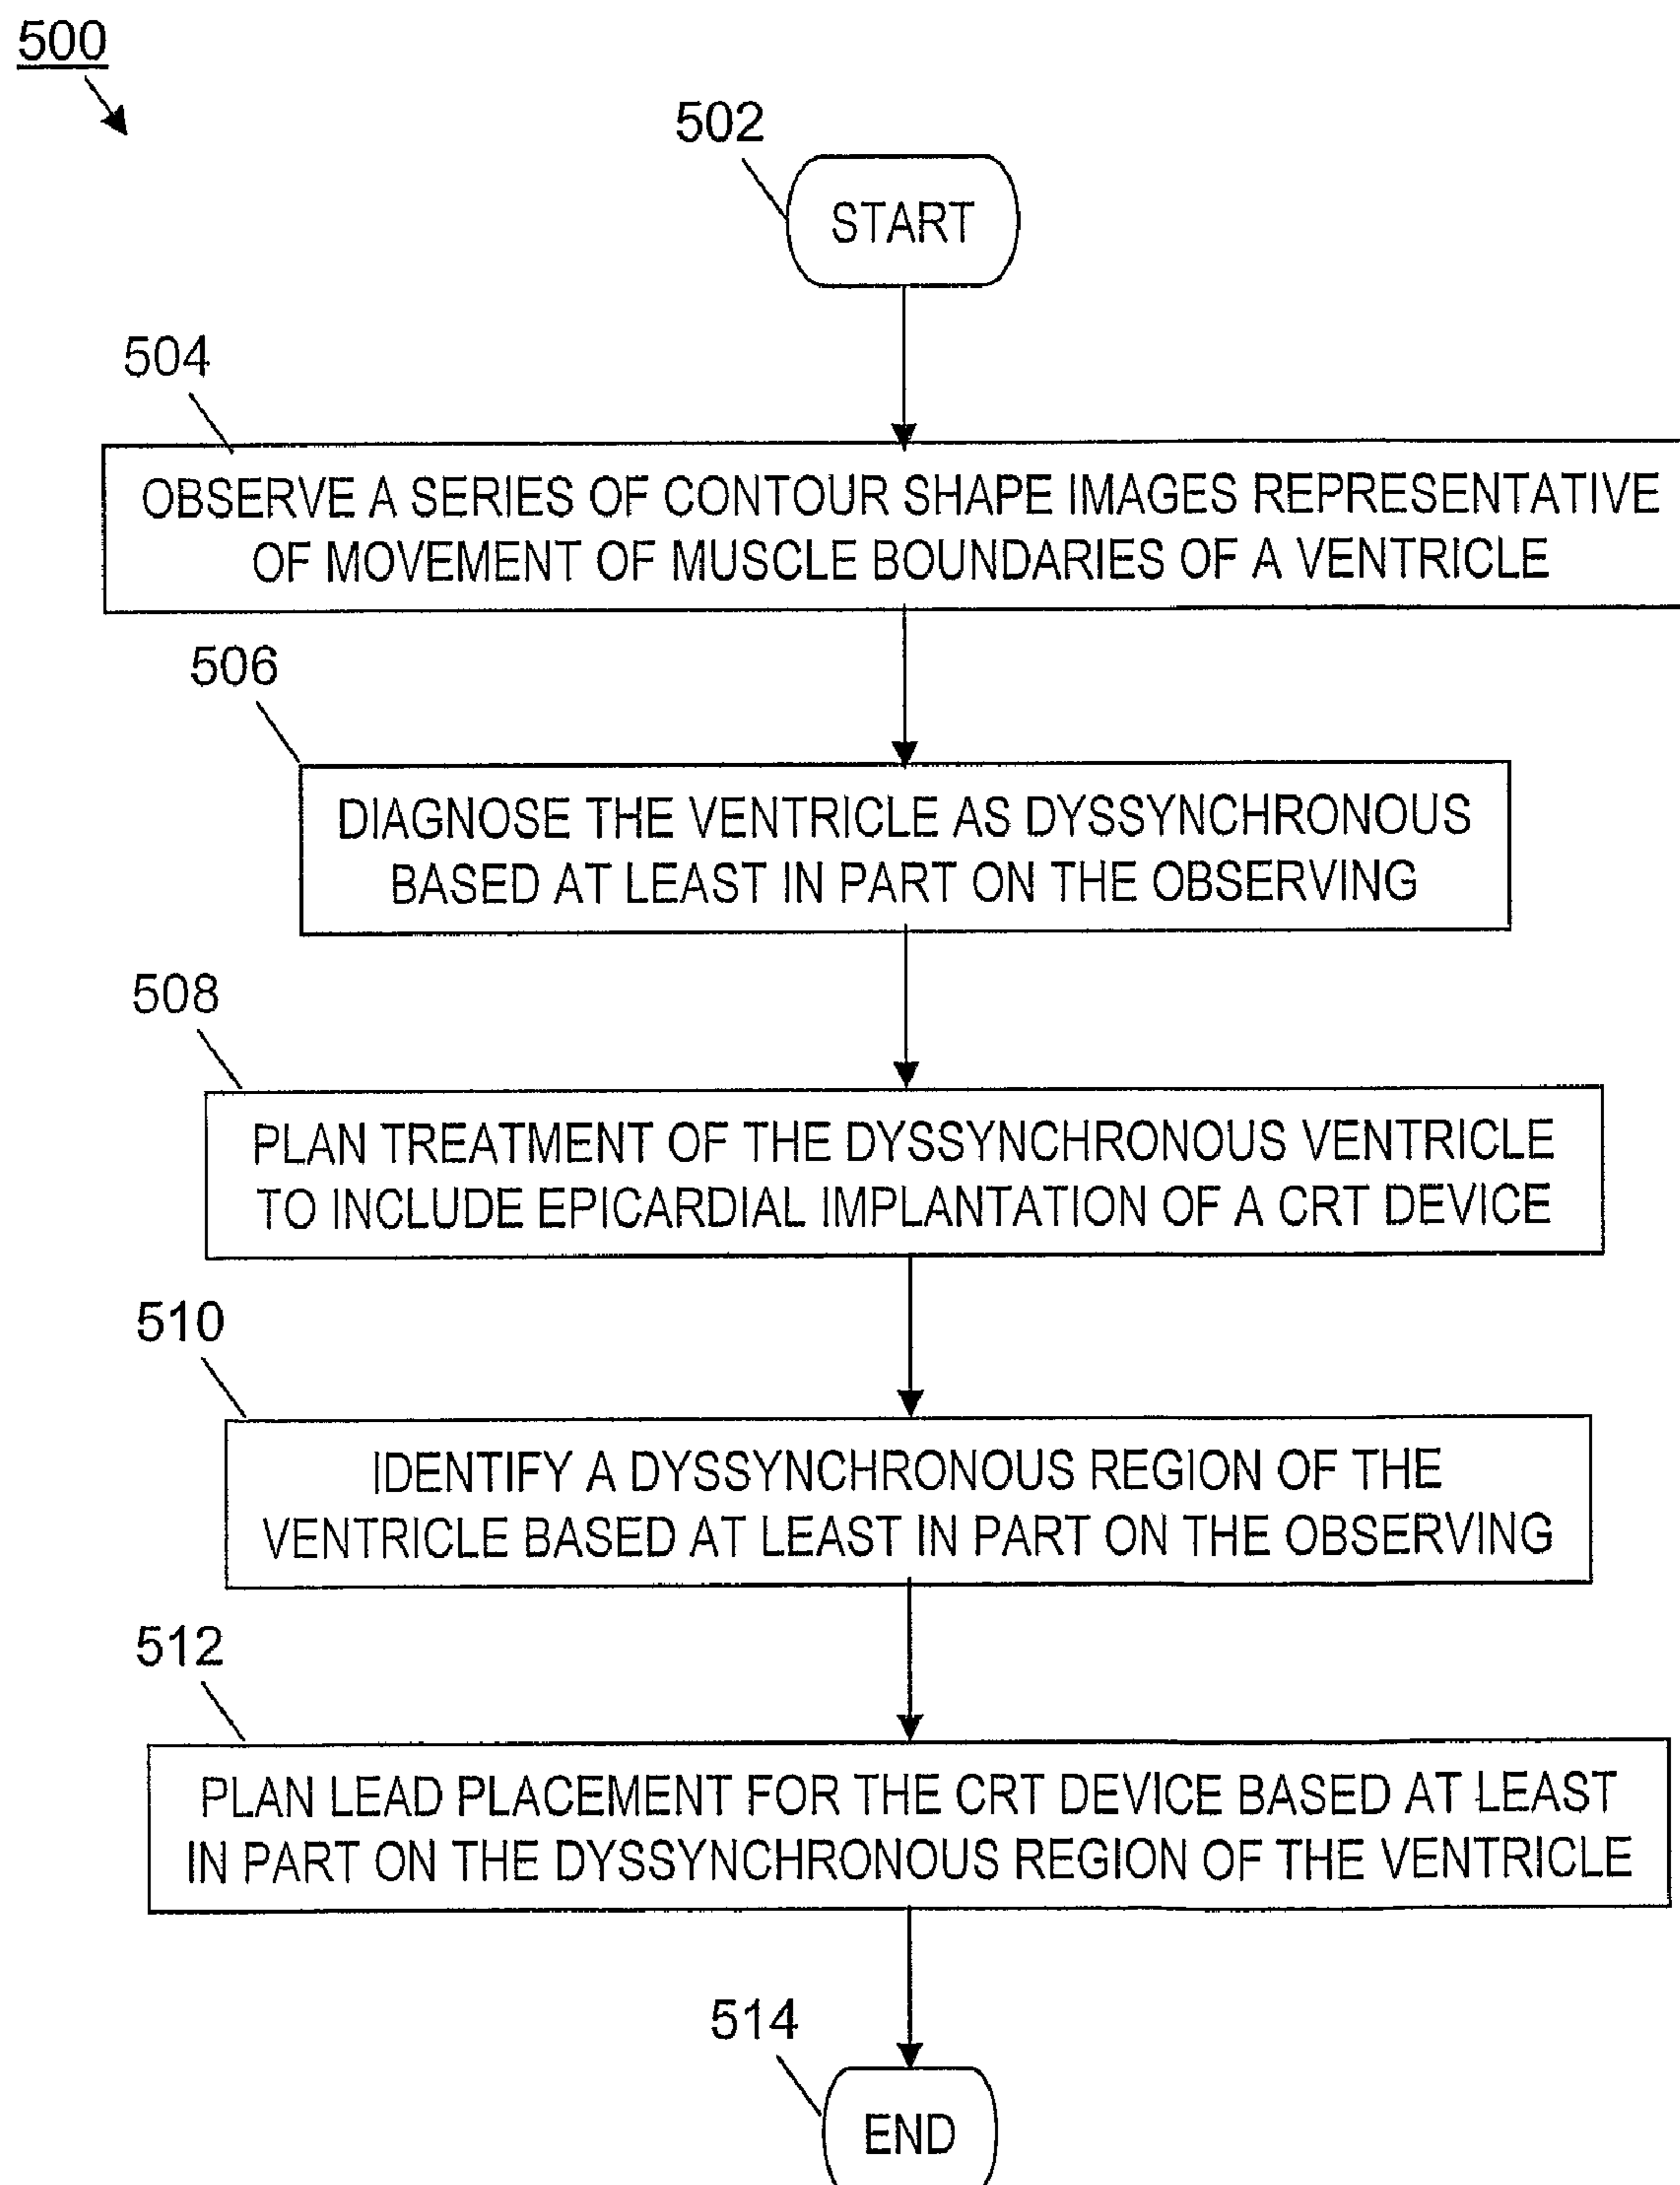 500
502
START
504
OBSERVE A SERIES OF CONTOUR SHAPE IMAGES REPRESENTATIVE
OF MOVEMENT OF MUSCLE BOUNDARIES OF A VENTRICLE
506
DIAGNOSE THE VENTRICLE AS DYSSYNCHRONOUS
BASED AT LEAST IN PART ON THE OBSERVING
508
PLAN TREATMENT OF THE DYSSYNCHRONOUS VENTRICLE
TO INCLUDE EPICARDIAL IMPLANTATION OF A CRT DEVICE
510
IDENTIFY A DYSSYNCHRONOUS REGION OF THE
VENTRICLE BASED AT LEAST IN PART ON THE OBSERVING
512
PLAN LEAD PLACEMENT FOR THE CRT DEVICE BASED AT LEAST
IN PART ON THE DYSSYNCHRONOUS REGION OF THE VENTRICLE
514
END